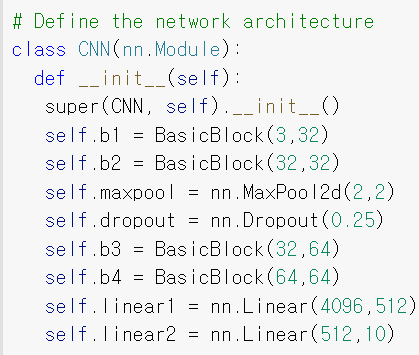 # Define the network architecture
class CNN(nn.Module):
  def __init__(self):
   super(CNN, self).__init__()
   self.b1 = BasicBlock(3,32)
   self.b2 = BasicBlock(32,32)
   self.maxpool = nn.MaxPool2d(2,2)
   self.dropout = nn.Dropout(0.25)
   self.b3 = BasicBlock(32,64)
   self.b4 = BasicBlock(64,64)
   self.linear1 = nn.Linear(4096,512)
   self.linear2 = nn.Linear(512,10)